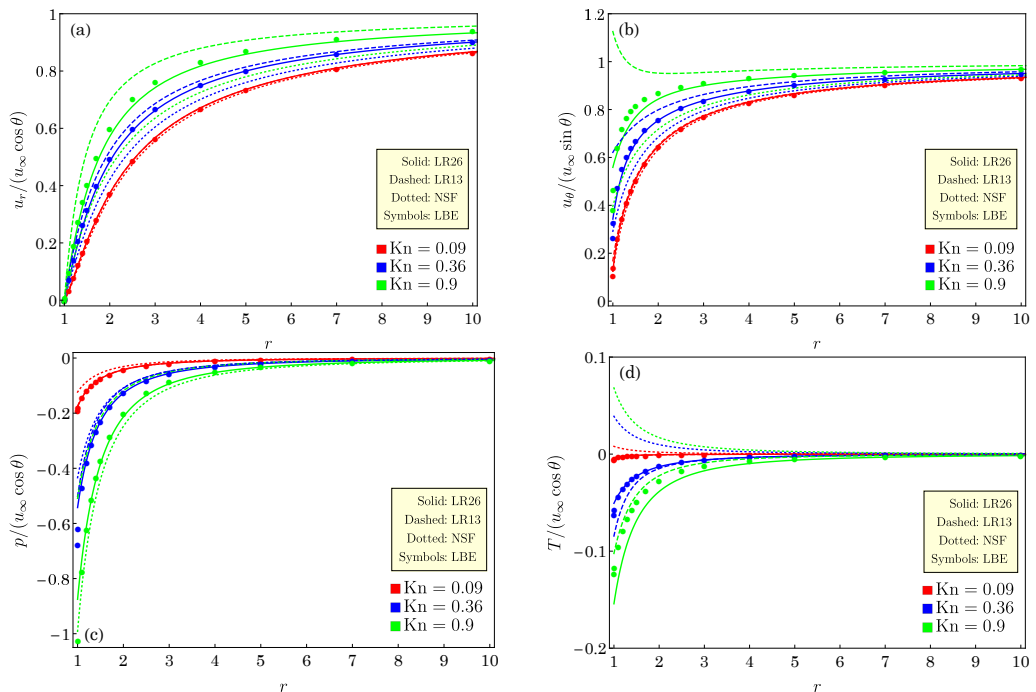 (a)
1
0.8
0.6
0.4
0.2
0
u_r/(u_∞ cos θ)
Solid: LR26
Dashed: LR13
Dotted: NSF
Symbols: LBE
Kn = 0.09
Kn = 0.36
Kn = 0.9
1 2 3 4 5 6 7 8 9 10
r
(b)
1.2
1
0.8
0.6
0.4
0.2
0
u_θ/(u_∞ sin θ)
Solid: LR26
Dashed: LR13
Dotted: NSF
Symbols: LBE
Kn = 0.09
Kn = 0.36
Kn = 0.9
1 2 3 4 5 6 7 8 9 10
r
0
−0.2
−0.4
−0.6
−0.8
−1
p/(u_∞ cos θ)
Solid: LR26
Dashed: LR13
Dotted: NSF
Symbols: LBE
Kn = 0.09
Kn = 0.36
Kn = 0.9
(c)
1 2 3 4 5 6 7 8 9 10
r
(d)
0.1
0
−0.1
−0.2
T/(u_∞ cos θ)
Solid: LR26
Dashed: LR13
Dotted: NSF
Symbols: LBE
Kn = 0.09
Kn = 0.36
Kn = 0.9
1 2 3 4 5 6 7 8 9 10
r